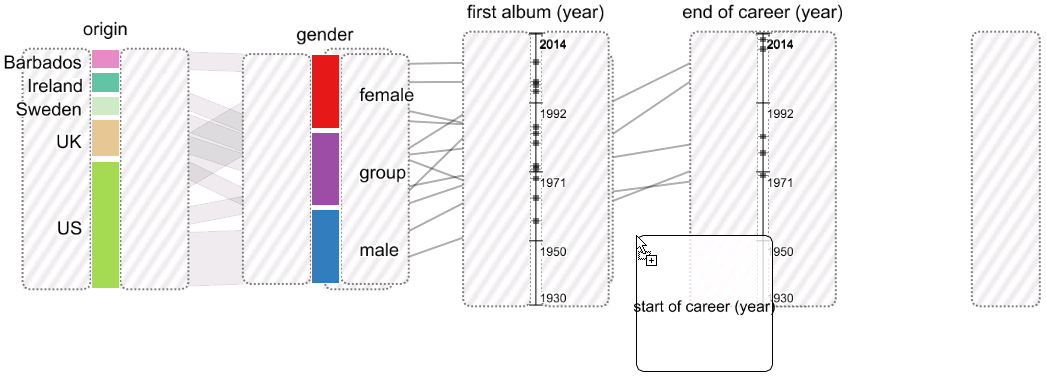 first album (year)
end of career (year)
origin
gender
Barbados
Ireland
Sweden
UK
US
female
group
male
2014
1992
1971
1950
1930
2014
1992
1971
1950
930
start of career (year)